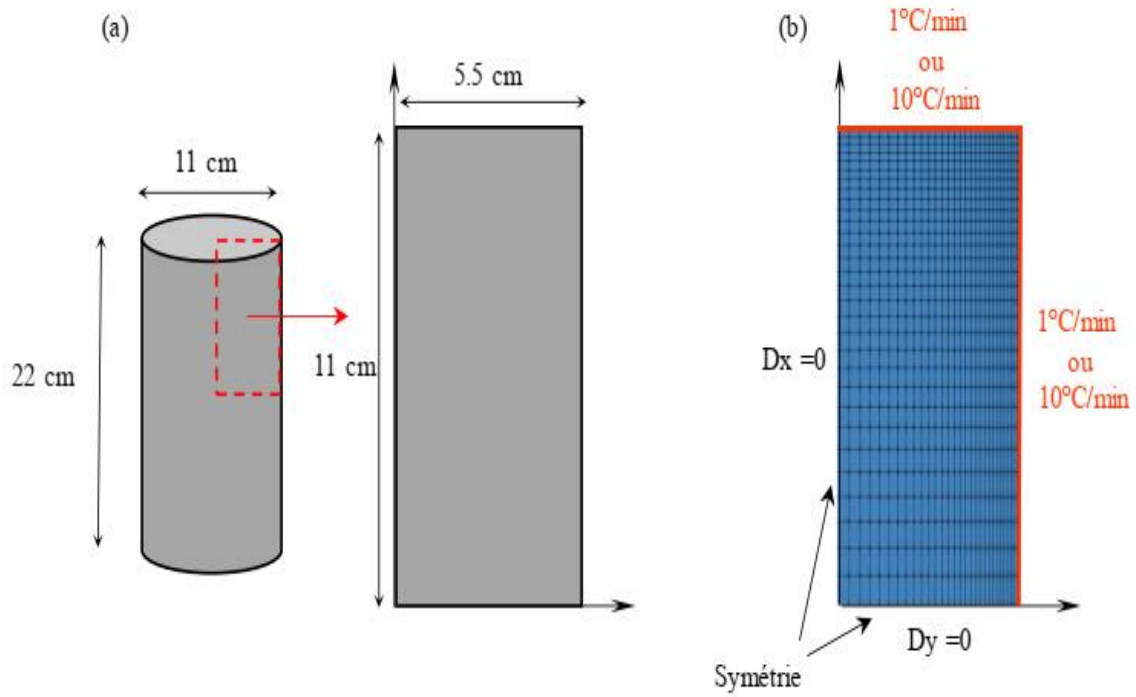 (a)
11 cm
22 cm
5.5 cm
11 cm
(b)
1°C/min
ou
10°C/min
Dx =0
1°C/min
ou
10°C/min
Dy =0
Symétrie